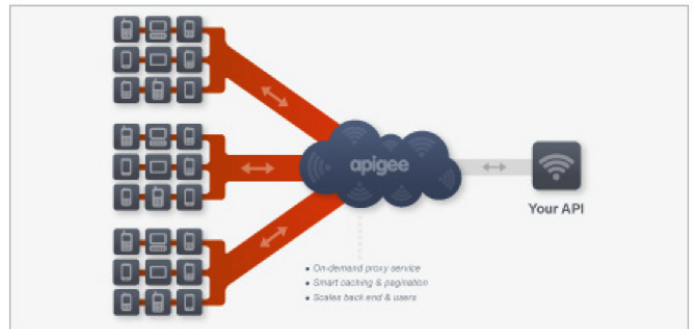 apigee
Your API
• On-demand proxy service
• Smart caching & pagination
• Scales back end & users